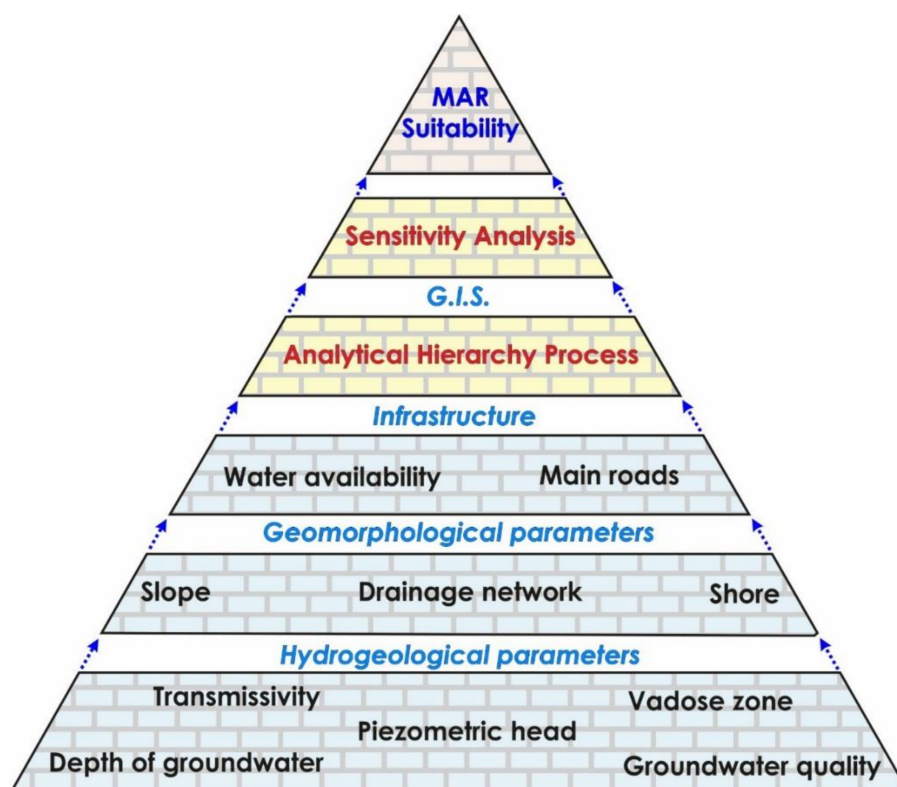 MAR
Suitability
Sensitivity Analysis
G.I.S.
Analytical Hierarchy Process
Infrastructure
Water availability Main roads
Geomorphological parameters
Slope Drainage network Shore
Hydrogeological parameters
Transmissivity Vadose zone
Piezometric head
Depth of groundwater Groundwater quality